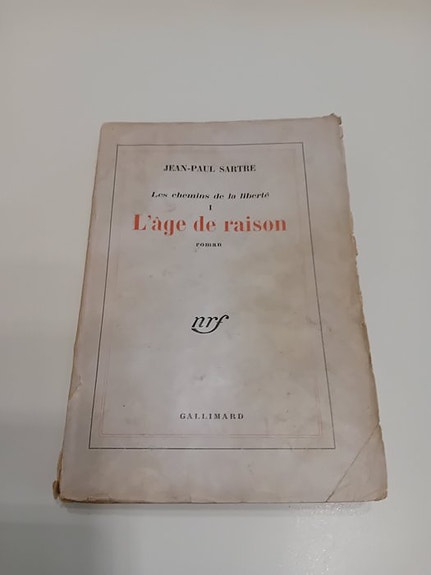 JEAN-PAUL SARTRE
Les chemins de la liberté
I
L'âge de raison
roman
nrf
GALLIMARD